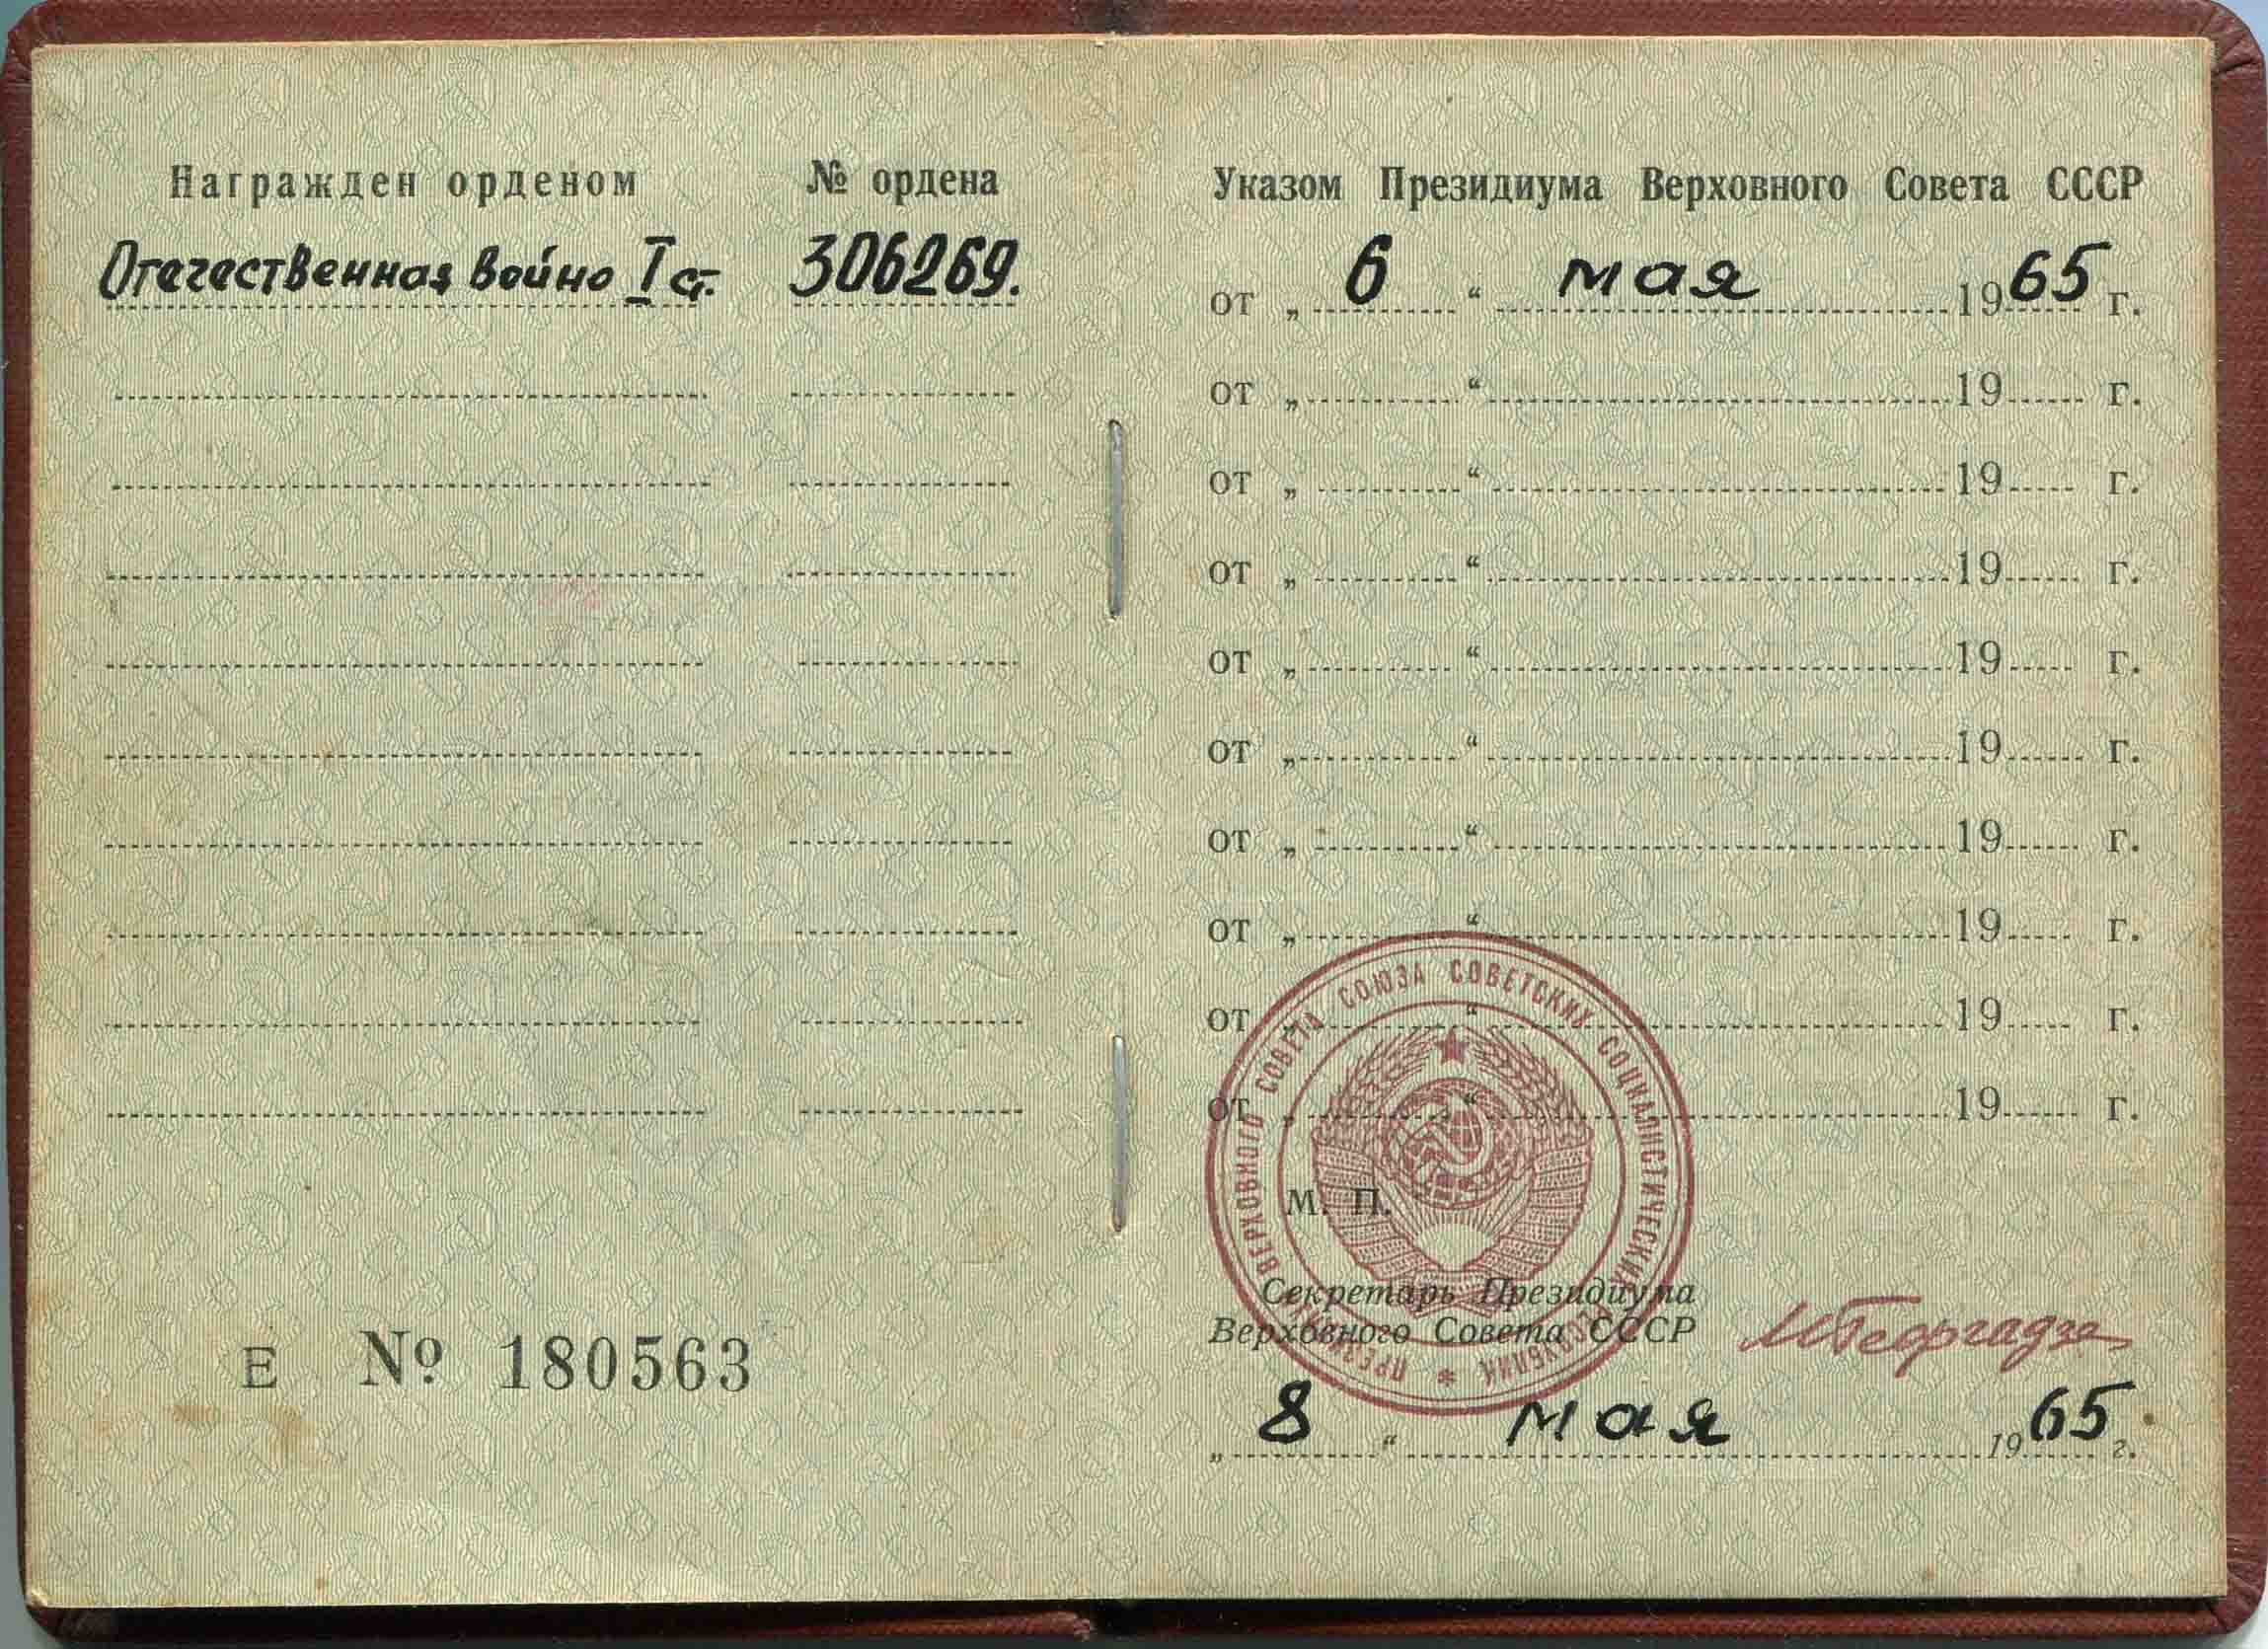 Награжден орденом
№ ордена
Отечественная войно I ст.
306269.
Е № 180563
Указом Президиума Верховного Совета СССР
от „ 6 “ мая 1965 г.
от „ “ 19 г.
от „ “ 19 г.
от „ “ 19 г.
от „ “ 19 г.
от „ “ 19 г.
от „ “ 19 г.
от „ “ 19 г.
от „ “ 19 г.
от „ “ 19 г.
М. П.
ПРЕЗИДИУМ ВЕРХОВНОГО СОВЕТА СОЮЗА СОВЕТСКИХ СОЦИАЛИСТИЧЕСКИХ РЕСПУБЛИК *
Секретарь Президиума
Верховного Совета СССР
МГеоргадзе
„ 8 “ мая 1965 г.